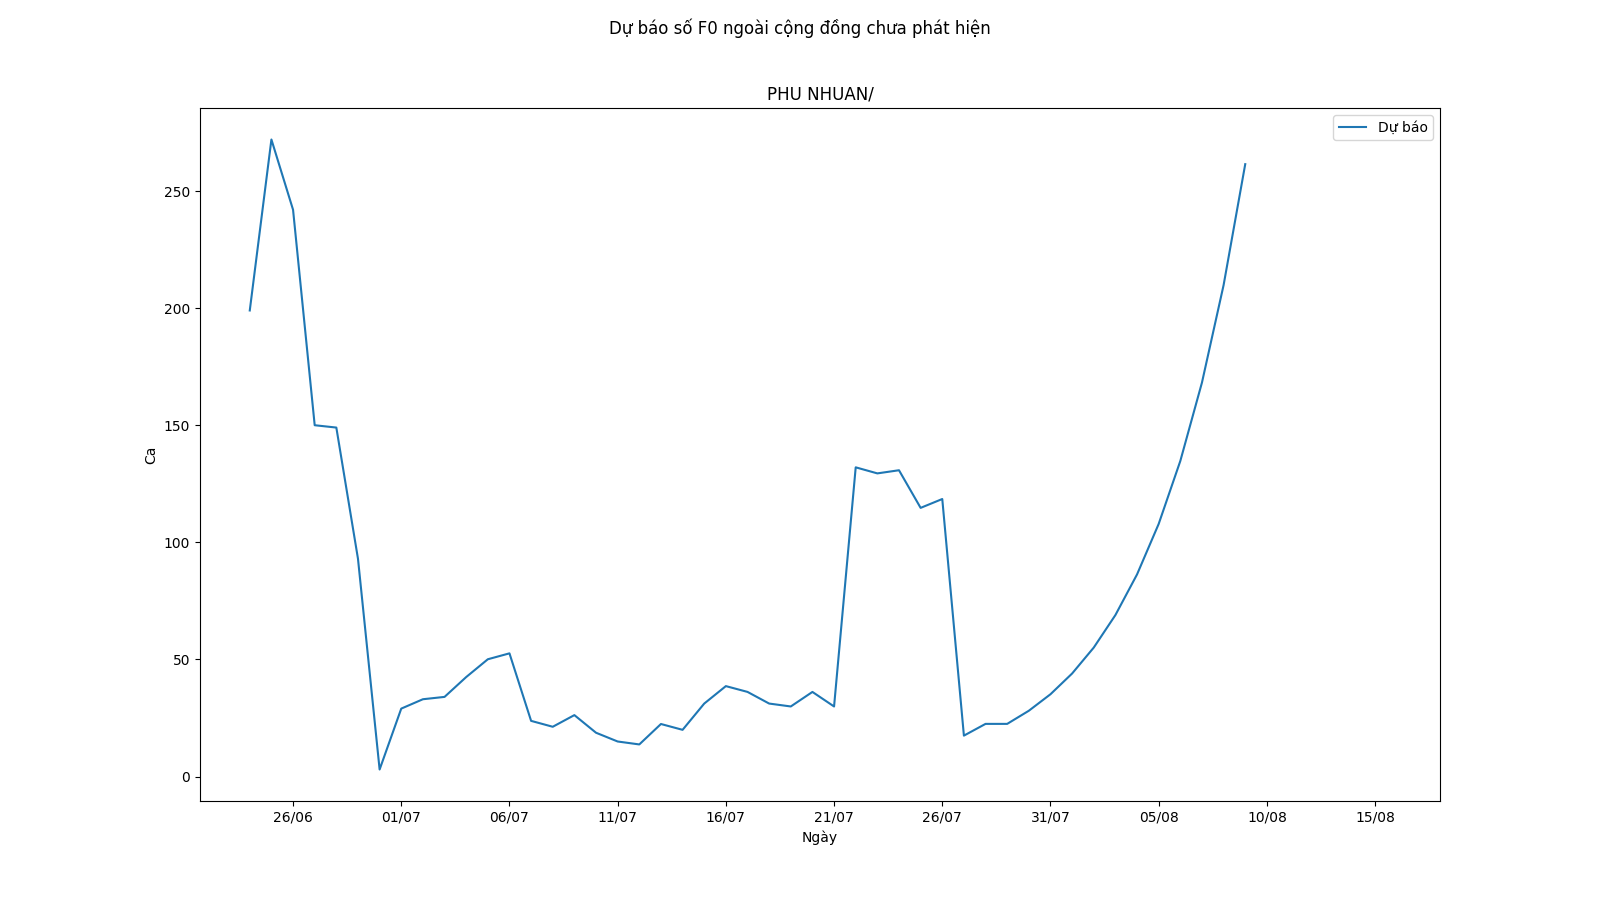 Dự báo số F0 ngoài cộng đồng chưa phát hiện
PHU NHUAN/
Dự báo
250
200
150
100
50
0
Ca
26/06 01/07 06/07 11/07 16/07 21/07 26/07 31/07 05/08 10/08 15/08
Ngày